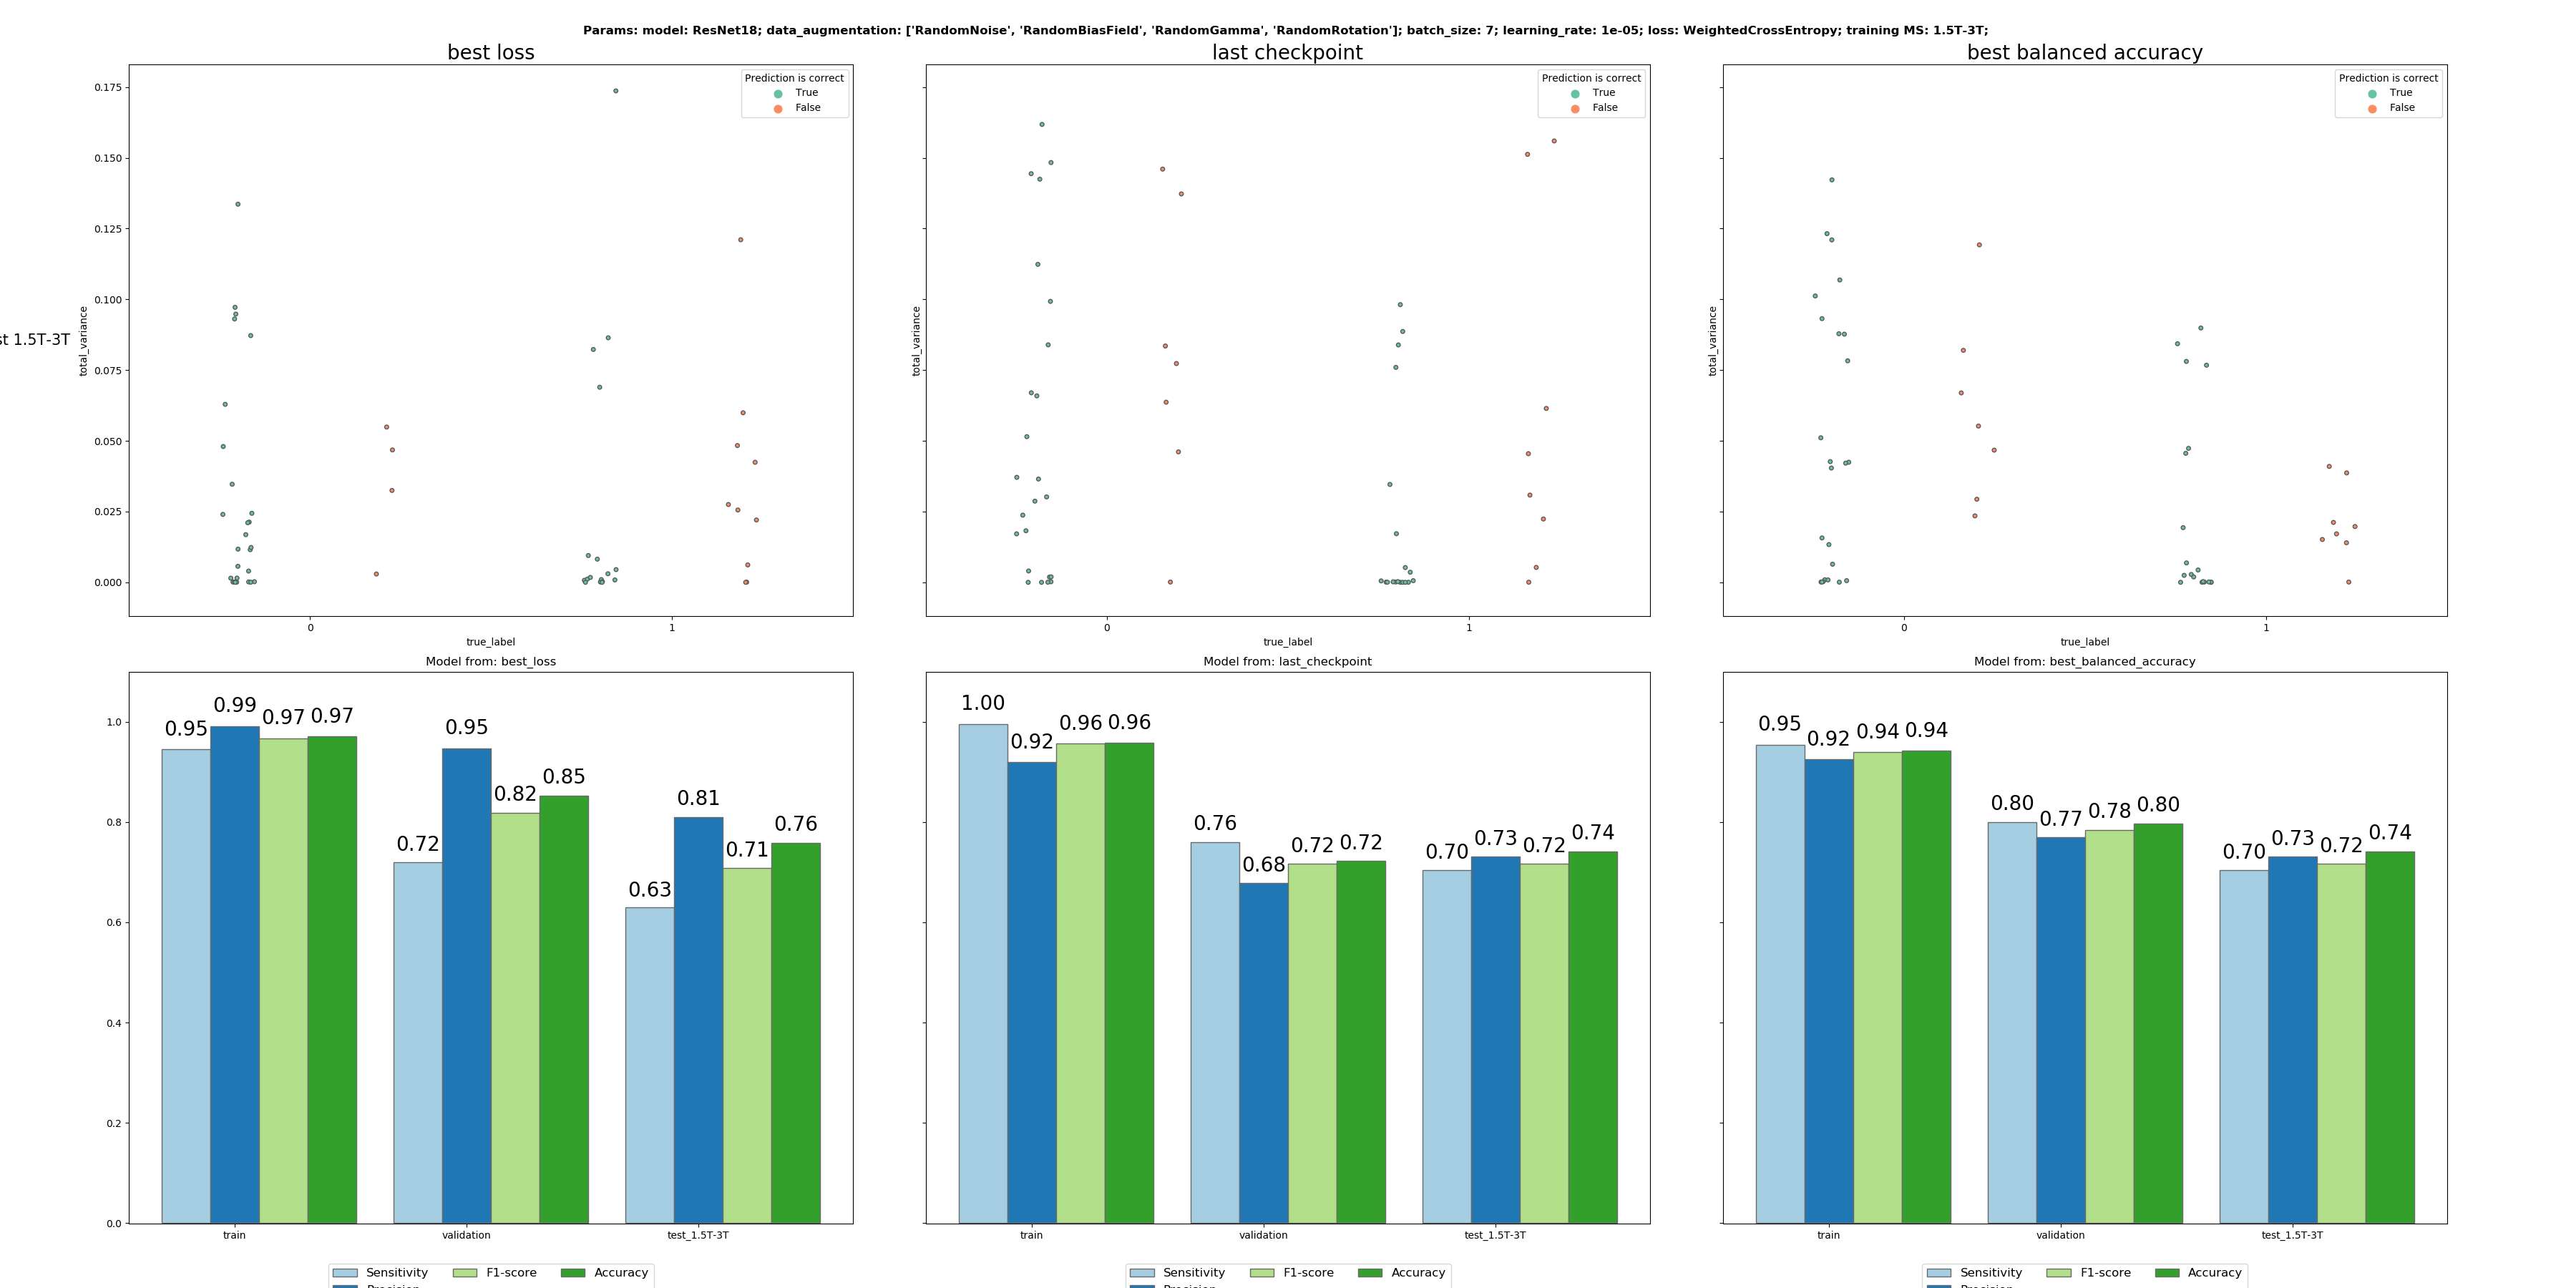 Params: model: ResNet18; data_augmentation: ['RandomNoise', 'RandomBiasField', 'RandomGamma', 'RandomRotation']; batch_size: 7; learning_rate: 1e-05; loss: WeightedCrossEntropy; training MS: 1.5T-3T;
best loss
last checkpoint
best balanced accuracy
Prediction is correct
True
False
Prediction is correct
True
False
Prediction is correct
True
False
0.175
0.150
0.125
0.100
0.075
0.050
0.025
0.000
st 1.5T-3T
total_variance
total_variance
total_variance
0 1
0 1
0 1
true_label
true_label
true_label
Model from: best_loss
Model from: last_checkpoint
Model from: best_balanced_accuracy
1.0
0.8
0.6
0.4
0.2
0.0
0.95 0.99 0.97 0.97
0.72 0.95 0.82 0.85
0.63 0.81 0.71 0.76
1.00 0.92 0.96 0.96
0.76 0.68 0.72 0.72
0.70 0.73 0.72 0.74
0.95 0.92 0.94 0.94
0.80 0.77 0.78 0.80
0.70 0.73 0.72 0.74
train validation test_1.5T-3T
train validation test_1.5T-3T
train validation test_1.5T-3T
Sensitivity F1-score Accuracy
Sensitivity F1-score Accuracy
Sensitivity F1-score Accuracy